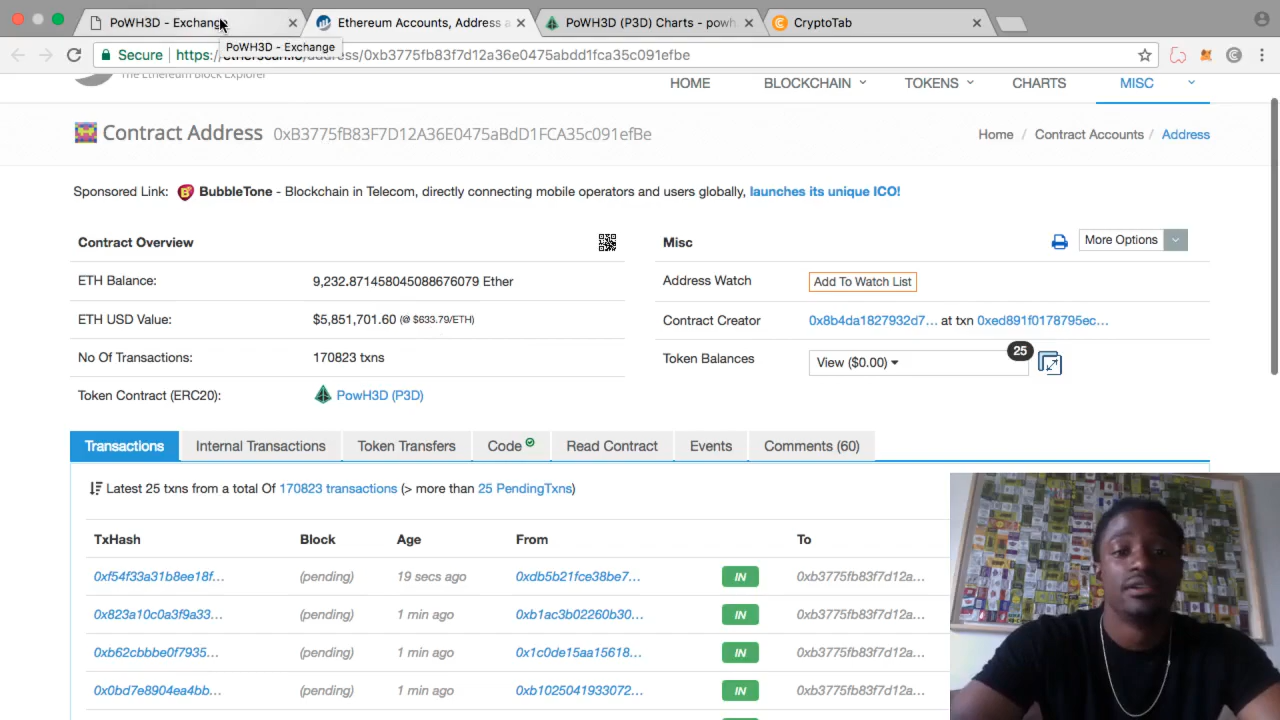 PoWH3D - Exchange
Ethereum Accounts, Address a
PoWH3D (P3D) Charts - powh
CryptoTab
PoWH3D - Exchange
Secure https://etherscan.io/address/0xb3775fb83f7d12a36e0475abdd1fca35c091efbe
The Ethereum Block Explorer
HOME BLOCKCHAIN TOKENS CHARTS MISC
Contract Address 0xB3775fB83F7D12A36E0475aBdD1FCA35c091efBe
Home / Contract Accounts / Address
Sponsored Link: BubbleTone - Blockchain in Telecom, directly connecting mobile operators and users globally, launches its unique ICO!
Contract Overview
ETH Balance: 9,232.871458045088676079 Ether
ETH USD Value: $5,851,701.60 (@ $633.79/ETH)
No Of Transactions: 170823 txns
Token Contract (ERC20): PowH3D (P3D)
Misc More Options
Address Watch Add To Watch List
Contract Creator 0x8b4da1827932d7... at txn 0xed891f0178795ec...
Token Balances View ($0.00) 25
Transactions Internal Transactions Token Transfers Code Read Contract Events Comments (60)
Latest 25 txns from a total Of 170823 transactions (> more than 25 PendingTxns)
TxHash Block Age From To
0xf54f33a31b8ee18f... (pending) 19 secs ago 0xdb5b21fce38be7... IN 0xb3775fb83f7d12a...
0x823a10c0a3f9a33... (pending) 1 min ago 0xb1ac3b02260b30... IN 0xb3775fb83f7d12a...
0xb62cbbbe0f7935... (pending) 1 min ago 0x1c0de15aa15618... IN 0xb3775fb83f7d12a...
0x0bd7e8904ea4bb... (pending) 1 min ago 0xb1025041933072... IN 0xb3775fb83f7d12a...